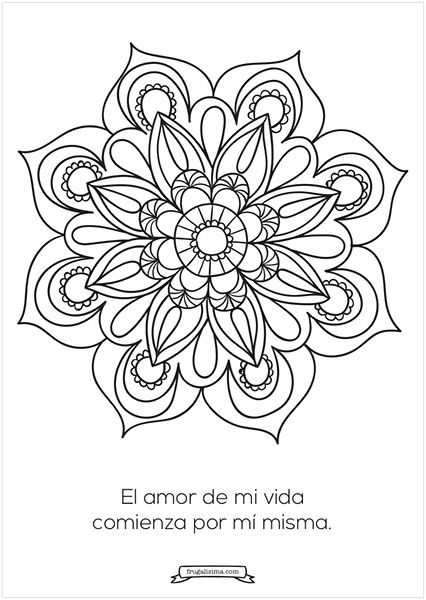 El amor de mi vida
comienza por mí misma.
frugalisima.com